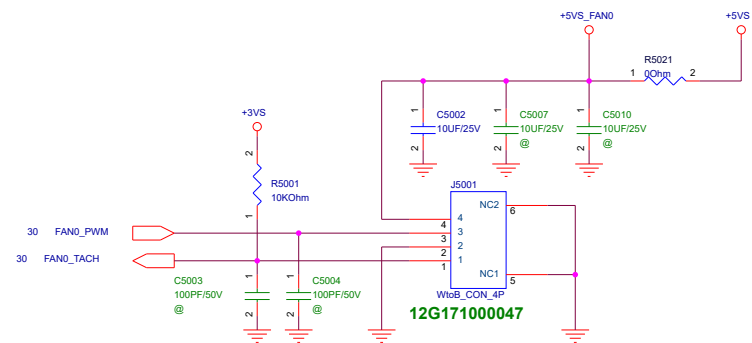 +5VS_FAN0
+5VS
R5021
1
2
0Ohm
+3VS
1
C5002
10UF/25V
2
1
C5007
10UF/25V
2
@
1
C5010
10UF/25V
2
@
2
R5001
10KOhm
1
J5001
NC2
6
4
4
3
3
2
2
1
1
NC1
5
WtoB_CON_4P
12G171000047
30 FAN0_PWM
30 FAN0_TACH
C5003
1
100PF/50V
@
2
C5004
1
100PF/50V
@
2